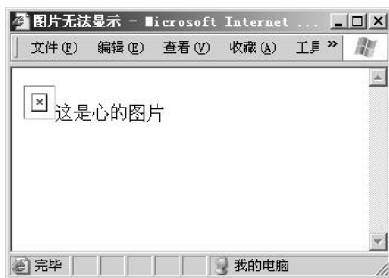 图片无法显示 - Microsoft Internet ...
文件(F) 编辑(E) 查看(V) 收藏(A) 工具 »
这是心的图片
完毕 我的电脑